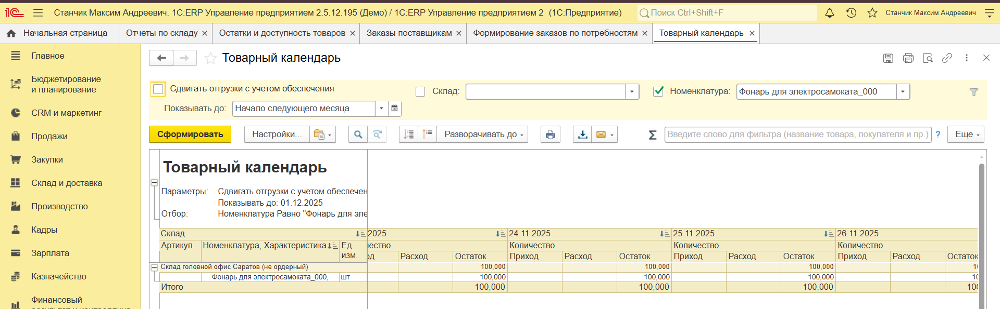 Станчик Максим Андреевич. 1С:ERP Управление предприятием 2.5.12.195 (Демо) / 1С:ERP Управление предприятием 2 (1С:Предприятие)
Поиск Ctrl+Shift+F
Станчик Максим Андреевич
Начальная страница
Отчеты по складу
Остатки и доступность товаров
Заказы поставщикам
Формирование заказов по потребностям
Товарный календарь
Главное
Бюджетирование
и планирование
CRM и маркетинг
Продажи
Закупки
Склад и доставка
Производство
Кадры
Зарплата
Казначейство
Финансовый
Товарный календарь
Сдвигать отгрузки с учетом обеспечения
Склад:
Номенклатура: Фонарь для электросамоката_000
Показывать до: Начало следующего месяца
Сформировать Настройки... Разворачивать до Σ Введите слово для фильтра (название товара, покупателя и пр.) ? Еще
Товарный календарь
Параметры: Сдвигать отгрузки с учетом обеспечен
Показывать до: 01.12.2025
Отбор: Номенклатура Равно "Фонарь для эле
Склад 2025 24.11.2025 25.11.2025 26.11.2025
Артикул Номенклатура, Характеристика Ед. изм. чество Количество Количество Количество
од Расход Остаток Приход Расход Остаток Приход Расход Остаток Приход Расход Остаток
Склад головной офис Саратов (не ордерный) 100,000 100,000 100,000 1
Фонарь для электросамоката_000, шт 100,000 100,000 100,000 10
Итого 100,000 100,000 100,000 100